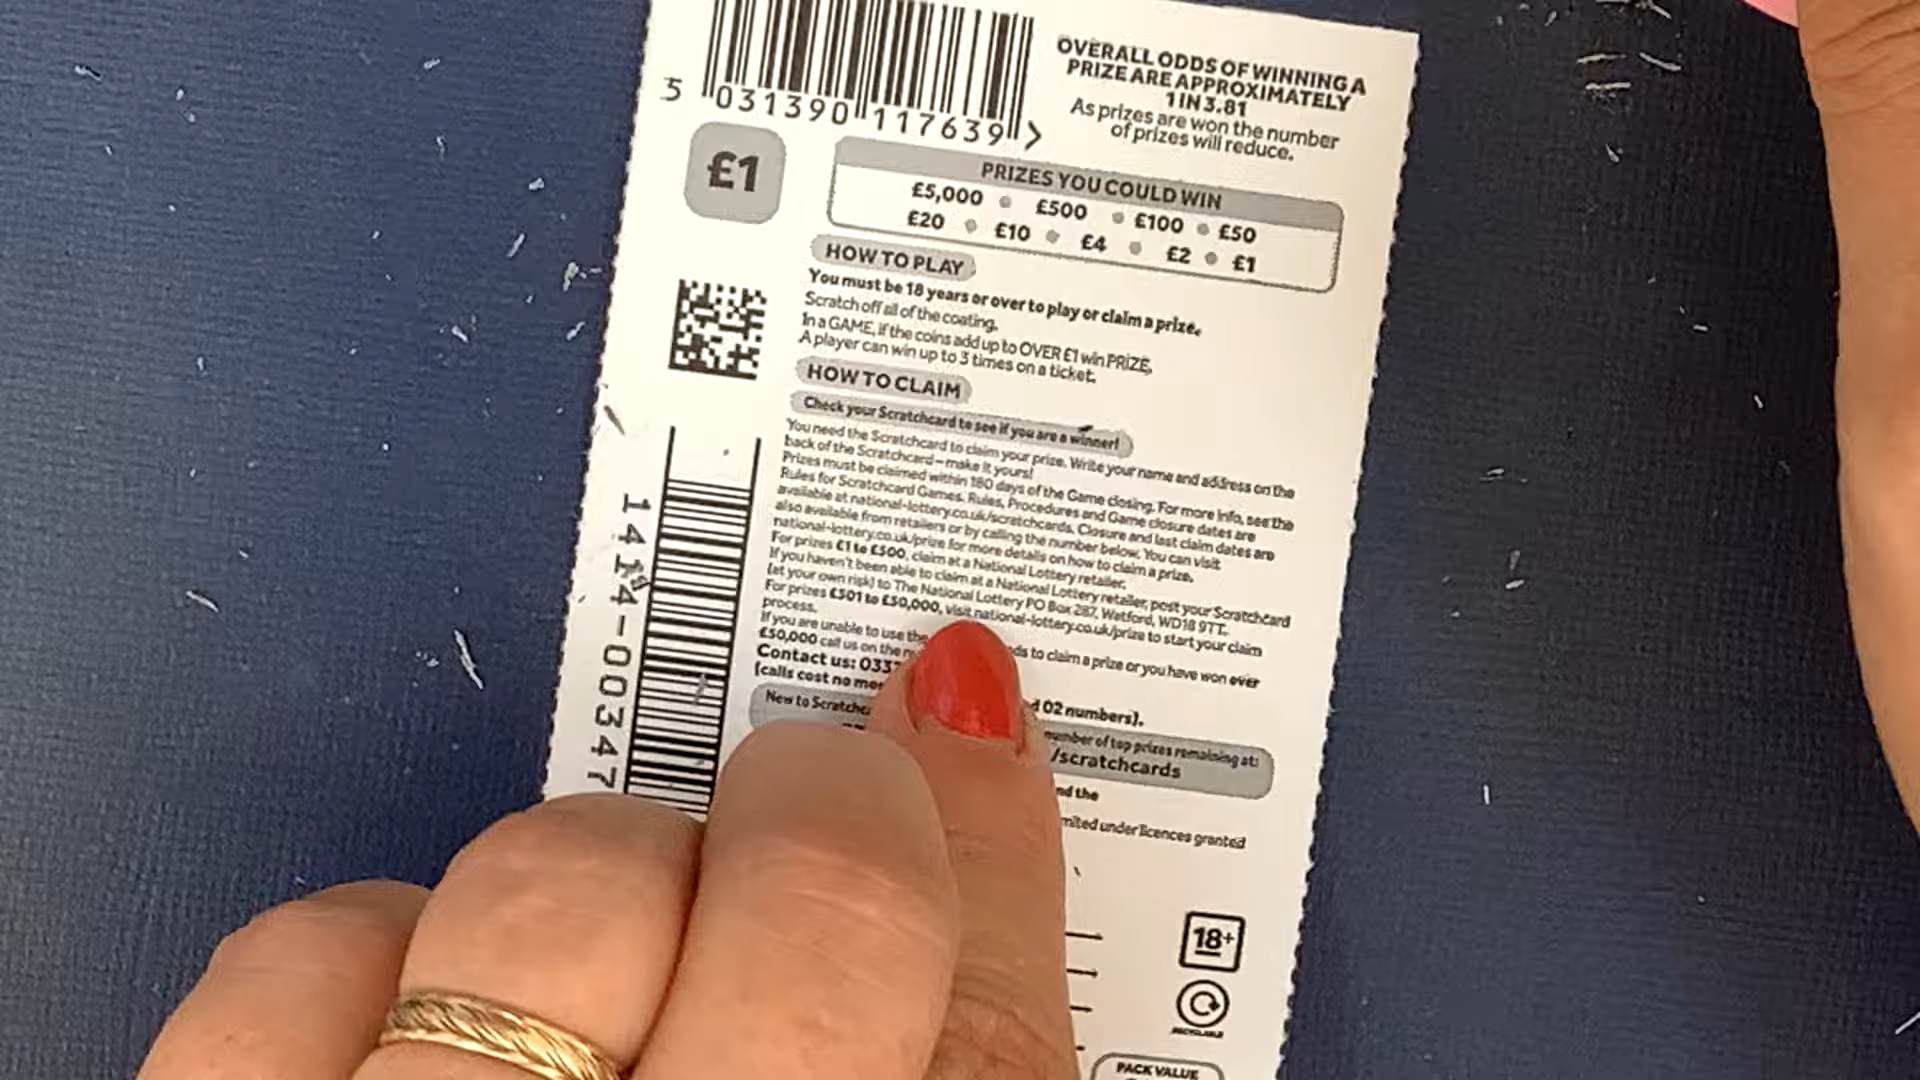 5 031390 117639 >
OVERALL ODDS OF WINNING A
PRIZE ARE APPROXIMATELY
1 IN 3.81
As prizes are won the number
of prizes will reduce.
£1
PRIZES YOU COULD WIN
£5,000 • £500 • £100 • £50
£20 • £10 • £4 • £2 • £1
HOW TO PLAY
You must be 18 years or over to play or claim a prize.
Scratch off all of the coating.
In a GAME, if the coins add up to OVER £1 win PRIZE.
A player can win up to 3 times on a ticket.
HOW TO CLAIM
Check your Scratchcard to see if you are a winner!
You need the Scratchcard to claim your prize. Write your name and address on the
back of the Scratchcard – make it yours!
Prizes must be claimed within 180 days of the Game closing. For more info, see the
Rules for Scratchcard Games. Rules, Procedures and Game closure dates are
available at national-lottery.co.uk/scratchcards. Closure and last claim dates are
also available from retailers or by calling the number below. You can visit
national-lottery.co.uk/prize for more details on how to claim a prize.
For prizes £1 to £500, claim at a National Lottery retailer.
If you haven't been able to claim at a National Lottery retailer, post your Scratchcard
(at your own risk) to The National Lottery PO Box 287, Watford, WD18 9TT.
For prizes £501 to £50,000, visit national-lottery.co.uk/prize to start your claim
process.
If you are unable to use the ds to claim a prize or you have won over
£50,000 call us on the
Contact us: 033
(calls cost no mor d 02 numbers).
New to Scratchc number of top prizes remaining at:
/scratchcards
nd the
mited under licences granted
1414-00347
18+
RECYCLABLE
PACK VALUE